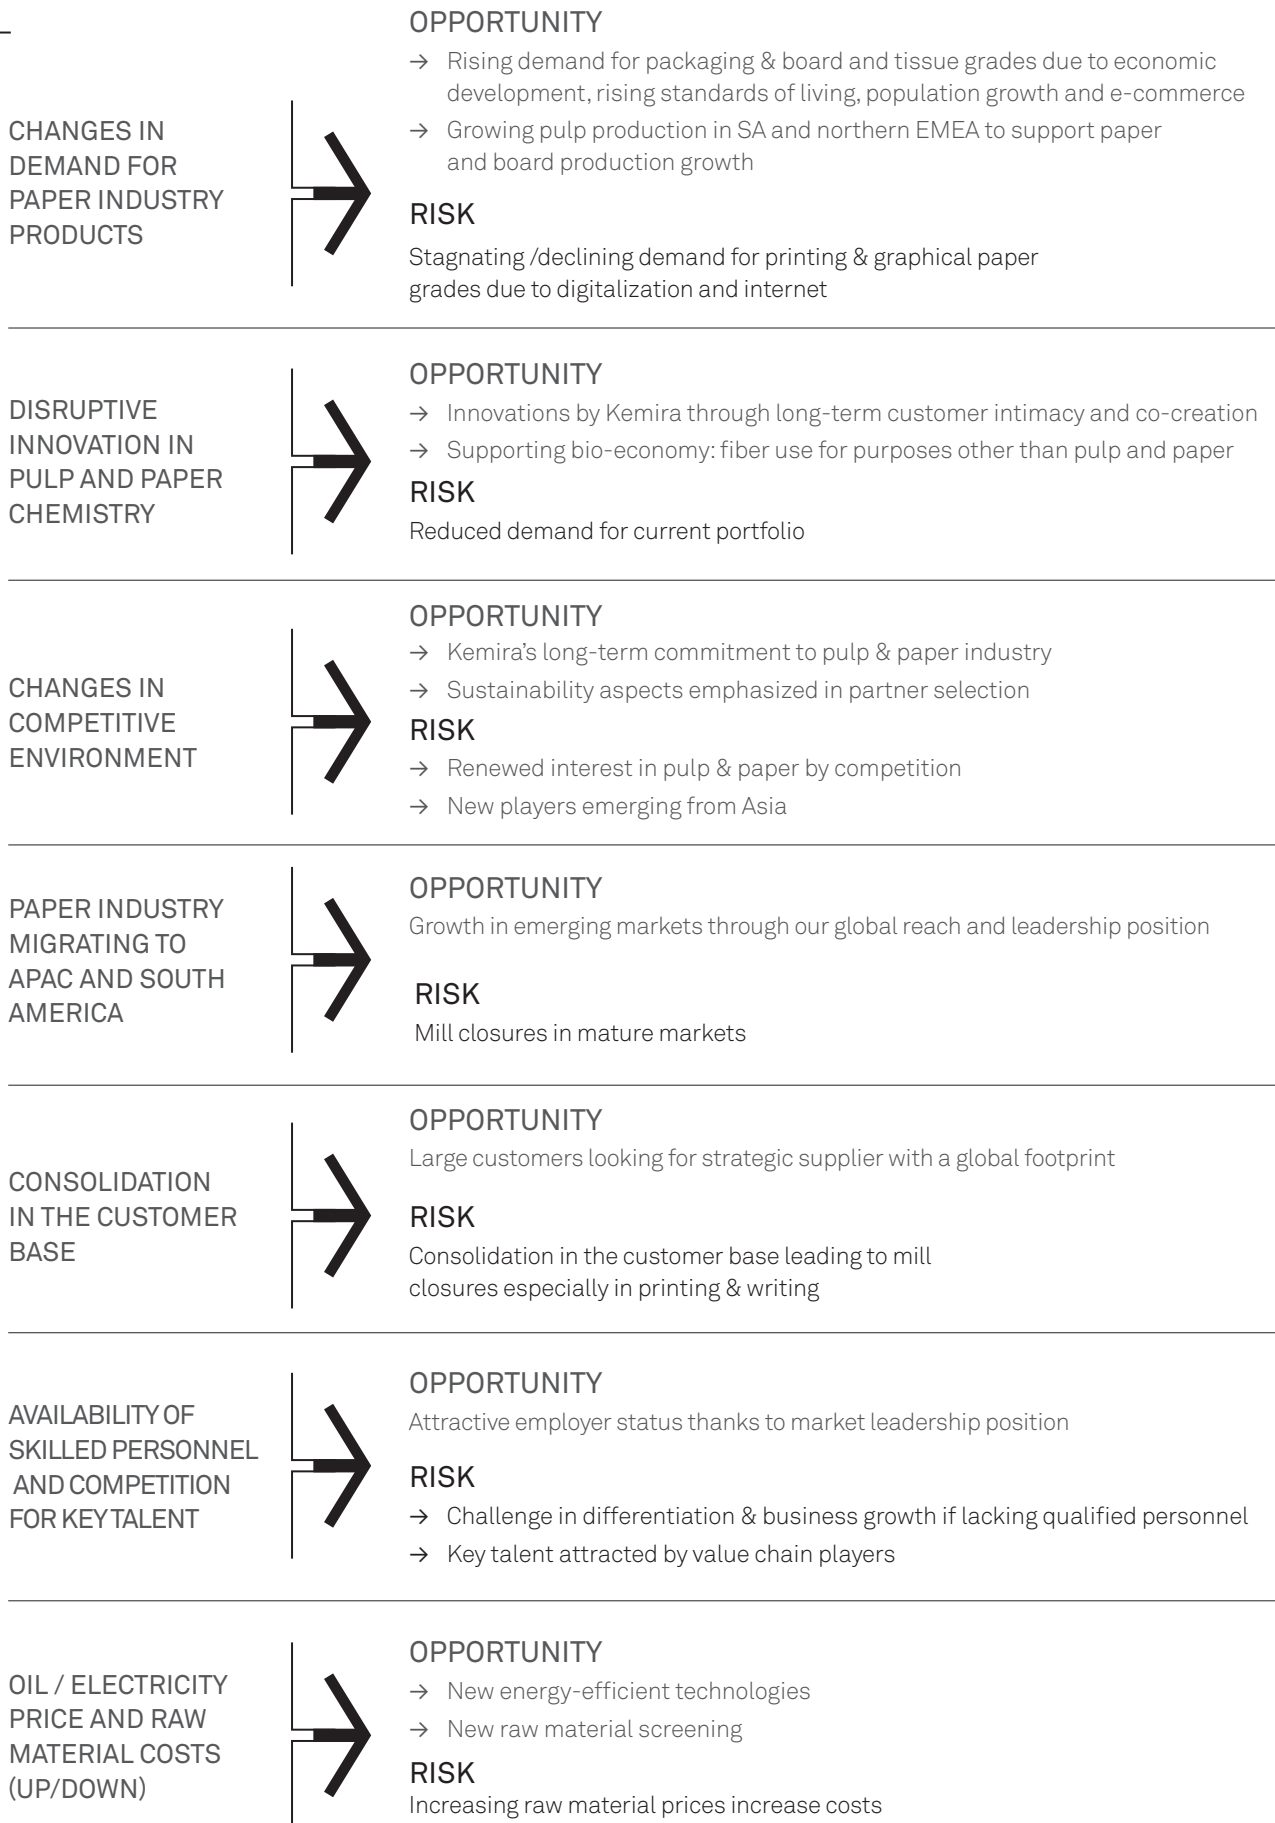 CHANGES IN
DEMAND FOR
PAPER INDUSTRY
PRODUCTS
OPPORTUNITY
→ Rising demand for packaging & board and tissue grades due to economic
development, rising standards of living, population growth and e-commerce
→ Growing pulp production in SA and northern EMEA to support paper
and board production growth
RISK
Stagnating /declining demand for printing & graphical paper
grades due to digitalization and internet
DISRUPTIVE
INNOVATION IN
PULP AND PAPER
CHEMISTRY
OPPORTUNITY
→ Innovations by Kemira through long-term customer intimacy and co-creation
→ Supporting bio-economy: fiber use for purposes other than pulp and paper
RISK
Reduced demand for current portfolio
CHANGES IN
COMPETITIVE
ENVIRONMENT
OPPORTUNITY
→ Kemira’s long-term commitment to pulp & paper industry
→ Sustainability aspects emphasized in partner selection
RISK
→ Renewed interest in pulp & paper by competition
→ New players emerging from Asia
PAPER INDUSTRY
MIGRATING TO
APAC AND SOUTH
AMERICA
OPPORTUNITY
Growth in emerging markets through our global reach and leadership position
RISK
Mill closures in mature markets
CONSOLIDATION
IN THE CUSTOMER
BASE
OPPORTUNITY
Large customers looking for strategic supplier with a global footprint
RISK
Consolidation in the customer base leading to mill
closures especially in printing & writing
AVAILABILITY OF
SKILLED PERSONNEL
AND COMPETITION
FOR KEY TALENT
OPPORTUNITY
Attractive employer status thanks to market leadership position
RISK
→ Challenge in differentiation & business growth if lacking qualified personnel
→ Key talent attracted by value chain players
OIL / ELECTRICITY
PRICE AND RAW
MATERIAL COSTS
(UP/DOWN)
OPPORTUNITY
→ New energy-efficient technologies
→ New raw material screening
RISK
Increasing raw material prices increase costs